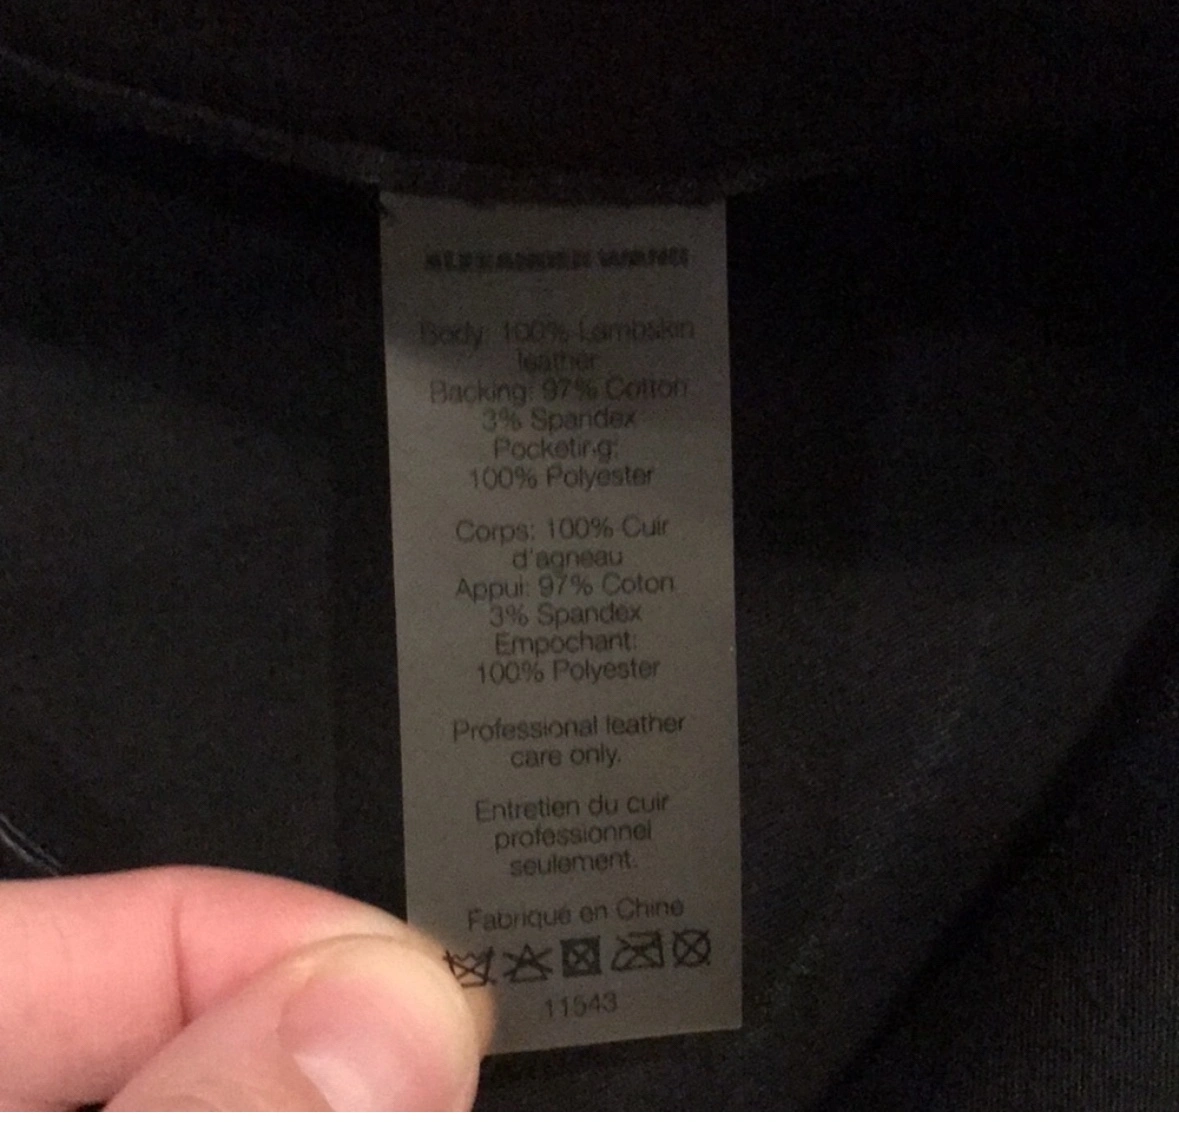 ALEXANDER WANG
Body: 100% Lambskin
leather
Backing: 97% Cotton
3% Spandex
Pocketing:
100% Polyester
Corps: 100% Cuir
d'agneau
Appui: 97% Coton
3% Spandex
Empochant:
100% Polyester
Professional leather
care only.
Entretien du cuir
professionnel
seulement.
Fabriqué en Chine
11543